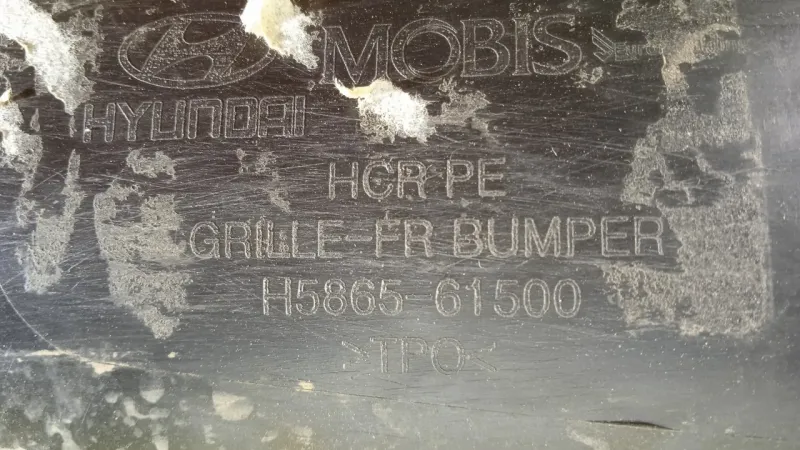 MOBIS
HYUNDAI
HCR PE
GRILLE-FR BUMPER
H5865 61500
>TPO<